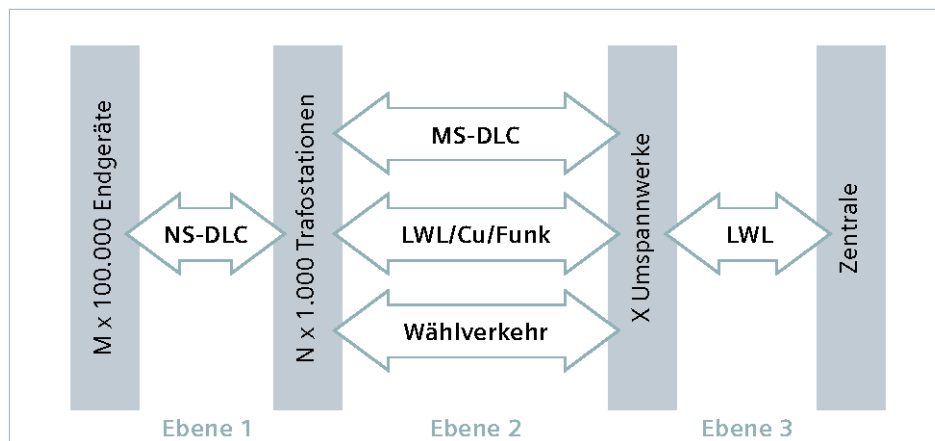 M x 100.000 Endgeräte
NS-DLC
N x 1.000 Trafostationen
MS-DLC
LWL/Cu/Funk
Wählverkehr
X Umspannwerke
LWL
Zentrale
Ebene 1
Ebene 2
Ebene 3